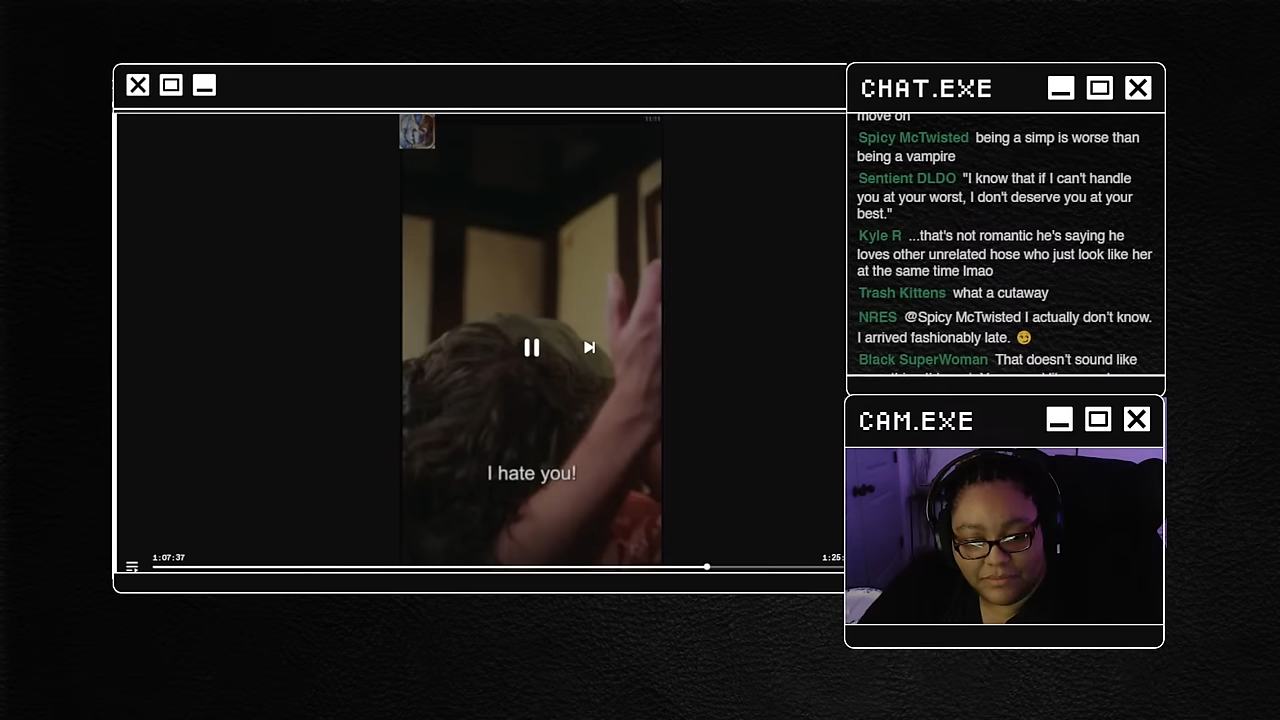 CHAT.EXE
move on
Spicy McTwisted being a simp is worse than
being a vampire
Sentient DLDO "I know that if I can't handle
you at your worst, I don't deserve you at your
best."
Kyle R ...that's not romantic he's saying he
loves other unrelated hose who just look like her
at the same time lmao
Trash Kittens what a cutaway
NRES @Spicy McTwisted I actually don't know.
I arrived fashionably late. 😏
Black SuperWoman That doesn't sound like
I hate you!
1:07:37
1:25:
CAM.EXE